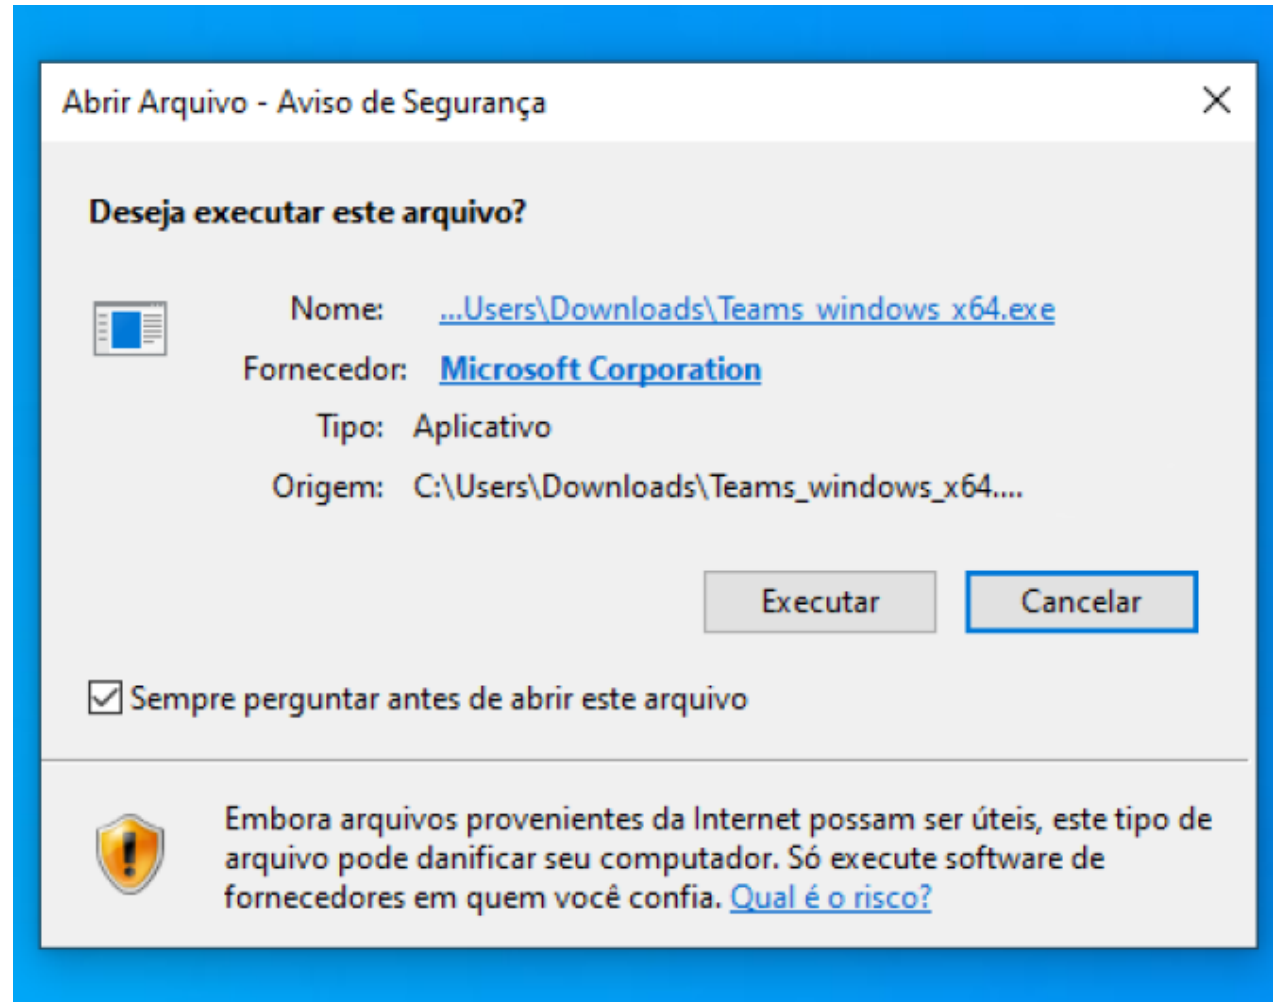 Abrir Arquivo - Aviso de Segurança
Deseja executar este arquivo?
Nome: ...Users\Downloads\Teams_windows_x64.exe
Fornecedor: Microsoft Corporation
Tipo: Aplicativo
Origem: C:\Users\Downloads\Teams_windows_x64....
Executar Cancelar
Sempre perguntar antes de abrir este arquivo
Embora arquivos provenientes da Internet possam ser úteis, este tipo de
arquivo pode danificar seu computador. Só execute software de
fornecedores em quem você confia. Qual é o risco?